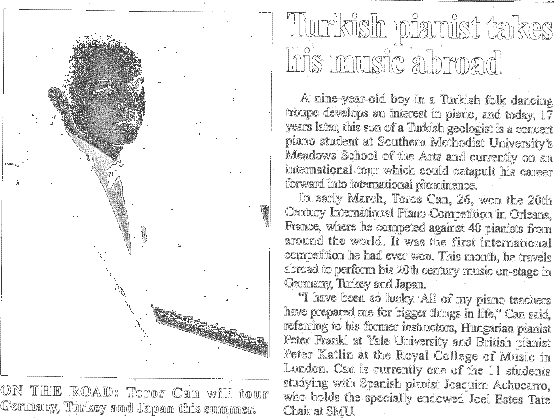 Turkish pianist takes
his music abroad
A nine-year-old boy in a Turkish folk dancing
troupe develops an interest in piano, and today, 17
years later, this son of a Turkish geologist is a concert
piano student at Southern Methodist University's
Meadows School of the Arts and currently on an
international tour which could catapult his career
forward into international prominence.
In early March, Toros Can, 26, won the 20th
Century International Piano Competition in Orleans,
France, where he competed against 40 pianists from
around the world. It was the first international
competition he had ever won. This month, he travels
abroad to perform his 20th century music on-stage in
Germany, Turkey and Japan.
"I have been so lucky. All of my piano teachers
have prepared me for bigger things in life," Can said,
referring to his former instructors, Hungarian pianist
Peter Frankl at Yale University and British pianist
Peter Katlin at the Royal College of Music in
London. Can is currently one of the 11 students
studying with Spanish pianist Joaquim Achucarro,
who holds the specially endowed Joel Estes Tate
Chair at SMU.
ON THE ROAD: Toros Can will tour
Germany, Turkey and Japan this summer.